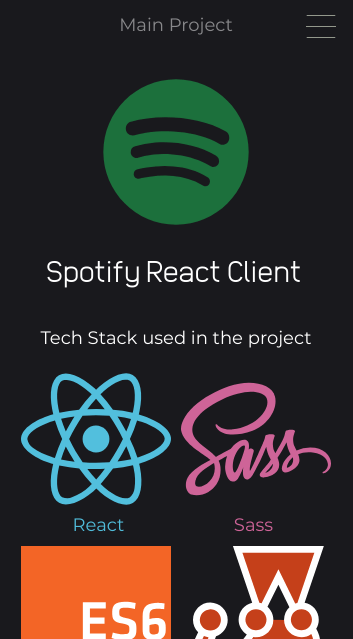 Main Project
Spotify React Client
Tech Stack used in the project
Sass
React
Sass
ES6